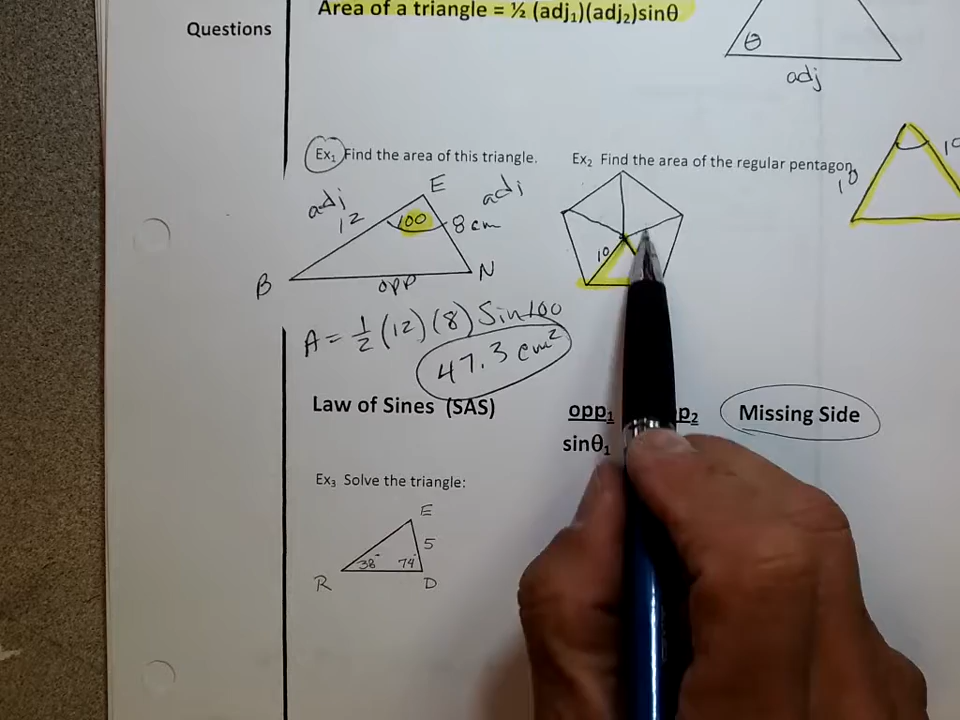 Area of a triangle = ½ (adj₁)(adj₂)sinθ
Questions
θ
adj
Ex₁ Find the area of this triangle.
Ex₂ Find the area of the regular pentagon.
adj
12
E
adj
100
8 cm
B
opp
N
10
10
A = 1/2 (12) (8) Sin 100
47.3 cm²
Law of Sines (SAS)
opp₁
p₂
Missing Side
sinθ₁
Ex₃ Solve the triangle:
E
5
38°
74°
R
D